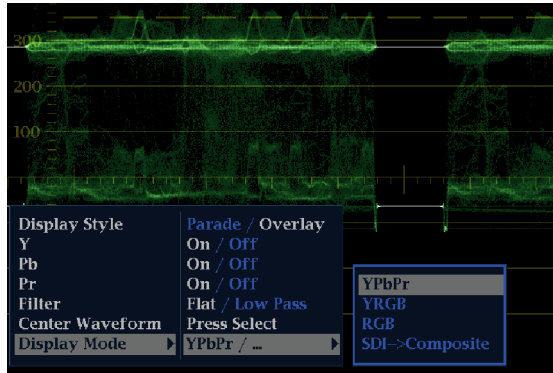 300
200
100
Display Style Parade / Overlay
Y On / Off
Pb On / Off
Pr On / Off
Filter Flat / Low Pass
Center Waveform Press Select
Display Mode YPbPr / ...
YPbPr
YRGB
RGB
SDI->Composite